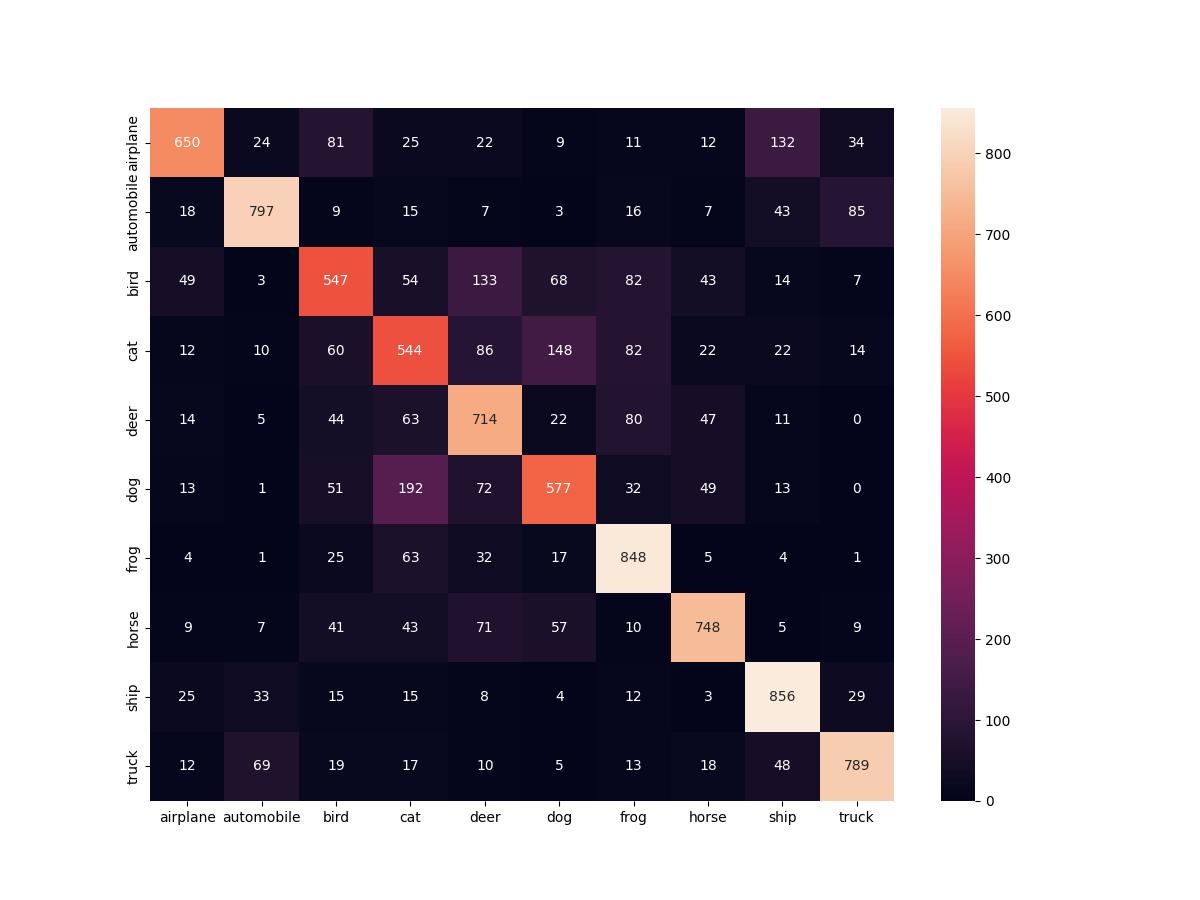 airplane 650 24 81 25 22 9 11 12 132 34
automobile 18 797 9 15 7 3 16 7 43 85
bird 49 3 547 54 133 68 82 43 14 7
cat 12 10 60 544 86 148 82 22 22 14
deer 14 5 44 63 714 22 80 47 11 0
dog 13 1 51 192 72 577 32 49 13 0
frog 4 1 25 63 32 17 848 5 4 1
horse 9 7 41 43 71 57 10 748 5 9
ship 25 33 15 15 8 4 12 3 856 29
truck 12 69 19 17 10 5 13 18 48 789
airplane automobile bird cat deer dog frog horse ship truck
800
700
600
500
400
300
200
100
0